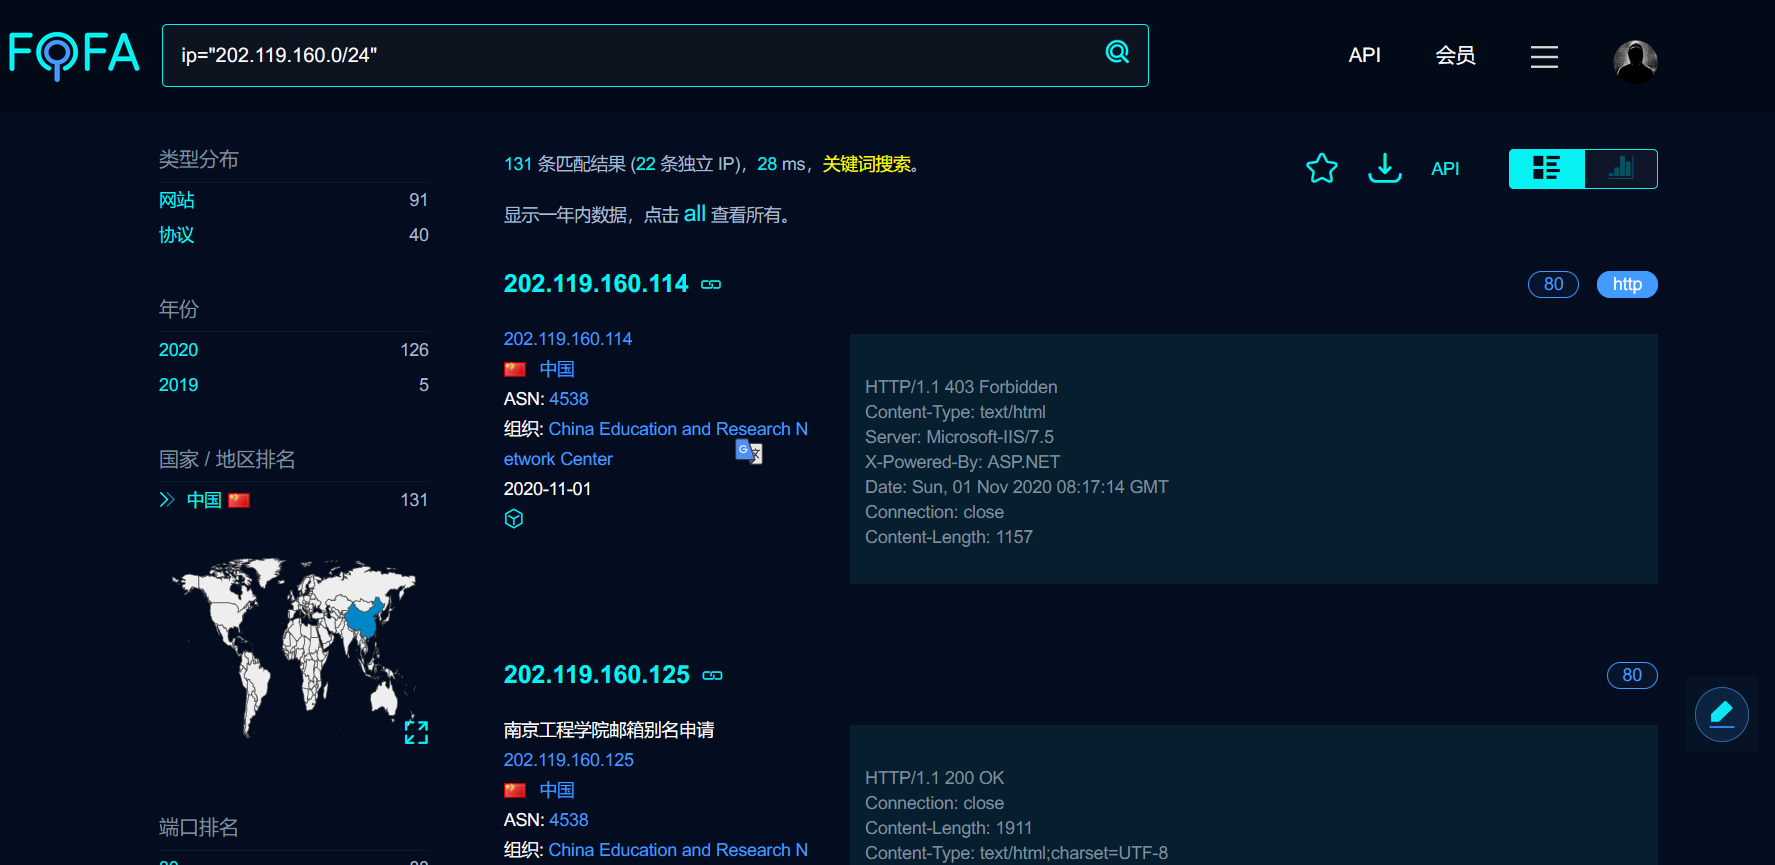 FOFA
ip="202.119.160.0/24"
API
会员
类型分布
网站 91
协议 40
年份
2020 126
2019 5
国家 / 地区排名
中国 131
端口排名
131 条匹配结果 (22 条独立 IP)，28 ms，关键词搜索。
API
显示一年内数据，点击 all 查看所有。
202.119.160.114
80 http
202.119.160.114
中国
ASN: 4538
组织: China Education and Research N
etwork Center
2020-11-01
HTTP/1.1 403 Forbidden
Content-Type: text/html
Server: Microsoft-IIS/7.5
X-Powered-By: ASP.NET
Date: Sun, 01 Nov 2020 08:17:14 GMT
Connection: close
Content-Length: 1157
202.119.160.125
80
南京工程学院邮箱别名申请
202.119.160.125
中国
ASN: 4538
组织: China Education and Research N
HTTP/1.1 200 OK
Connection: close
Content-Length: 1911
Content-Type: text/html;charset=UTF-8